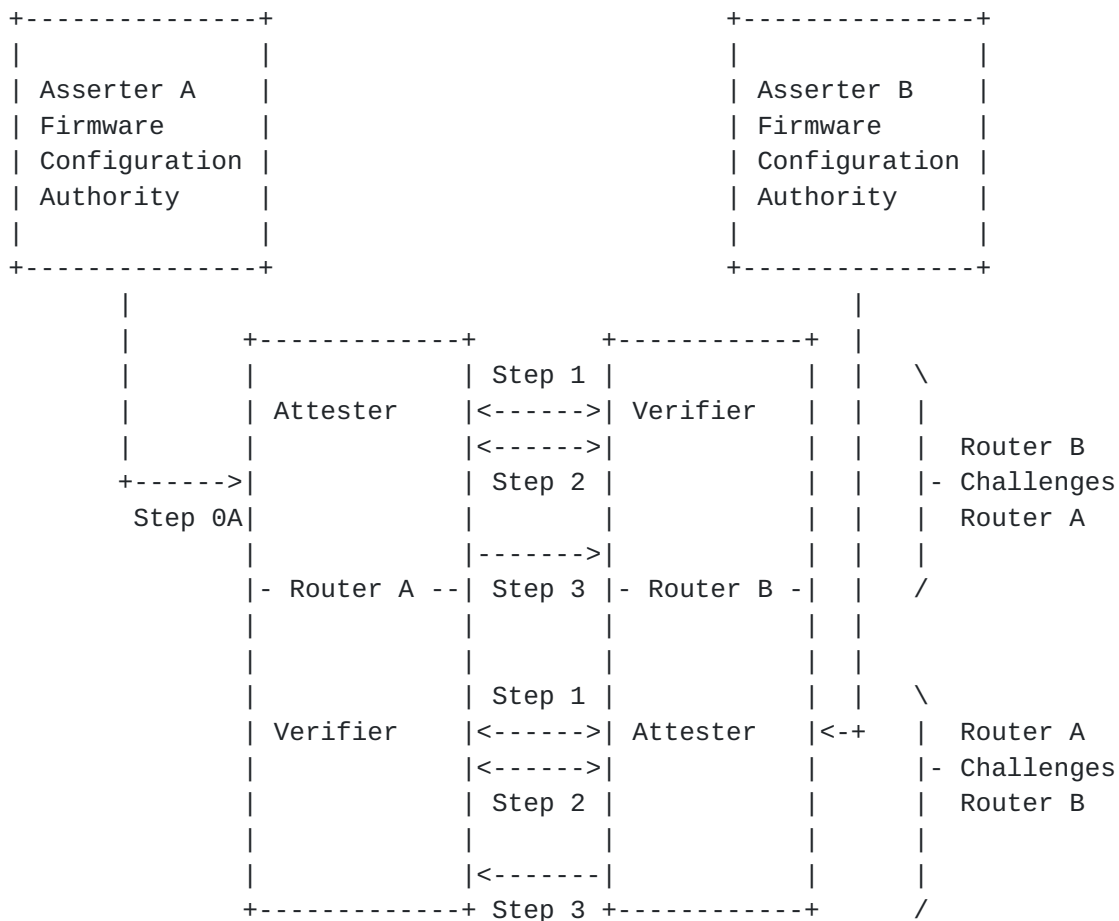 Asserter A Asserter B
Firmware Firmware
Configuration Configuration
Authority Authority
Step 1
Attester Verifier
Router B
Step 2 Challenges
Step 0A Router A
Router A Step 3 Router B
Step 1
Verifier Attester Router A
Challenges
Step 2 Router B
Step 3